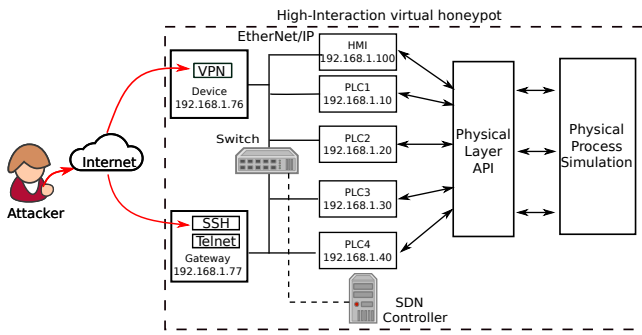 High-Interaction virtual honeypot
EtherNet/IP
VPN
Device
192.168.1.76
HMI
192.168.1.100
PLC1
192.168.1.10
Switch
PLC2
192.168.1.20
Physical
Layer
API
Physical
Process
Simulation
Internet
Attacker
PLC3
192.168.1.30
SSH
Telnet
Gateway
192.168.1.77
PLC4
192.168.1.40
SDN
Controller